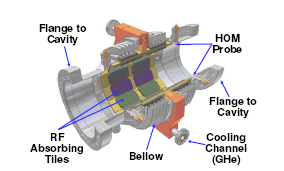 Flange to
Cavity
HOM
Probe
Flange to
Cavity
RF
Absorbing
Tiles
Bellow
Cooling
Channel
(GHe)